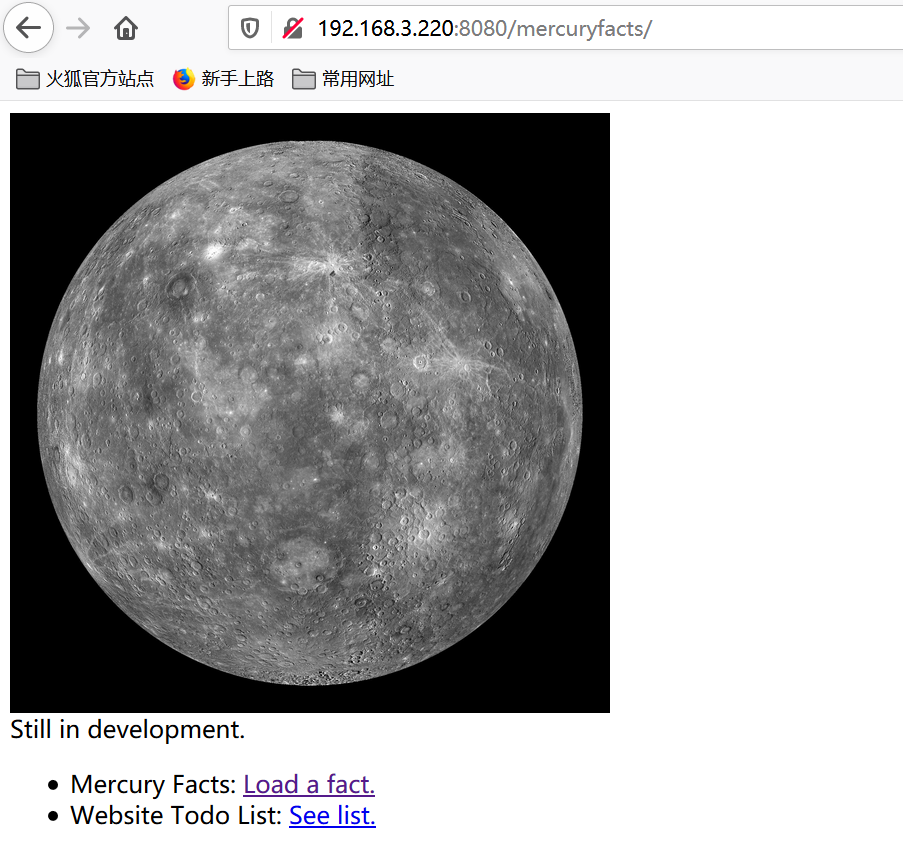 192.168.3.220:8080/mercuryfacts/
火狐官方站点 新手上路 常用网址
Still in development.
Mercury Facts: Load a fact.
Website Todo List: See list.